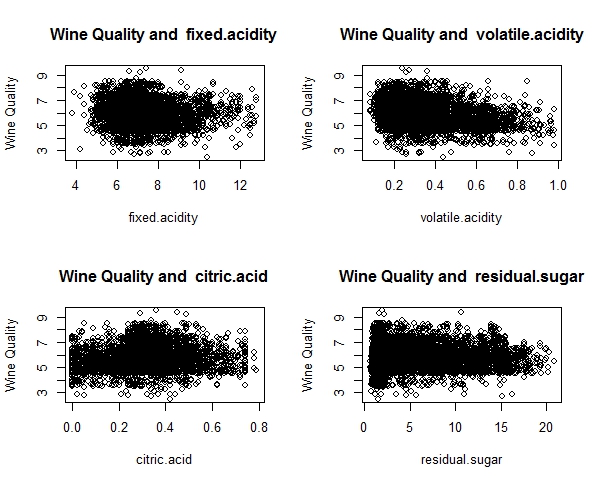 Wine Quality and  fixed.acidity
Wine Quality
3 5 7 9
4 6 8 10 12
fixed.acidity
Wine Quality and  volatile.acidity
Wine Quality
3 5 7 9
0.2 0.4 0.6 0.8 1.0
volatile.acidity
Wine Quality and  citric.acid
Wine Quality
3 5 7 9
0.0 0.2 0.4 0.6 0.8
citric.acid
Wine Quality and  residual.sugar
Wine Quality
3 5 7 9
0 5 10 15 20
residual.sugar